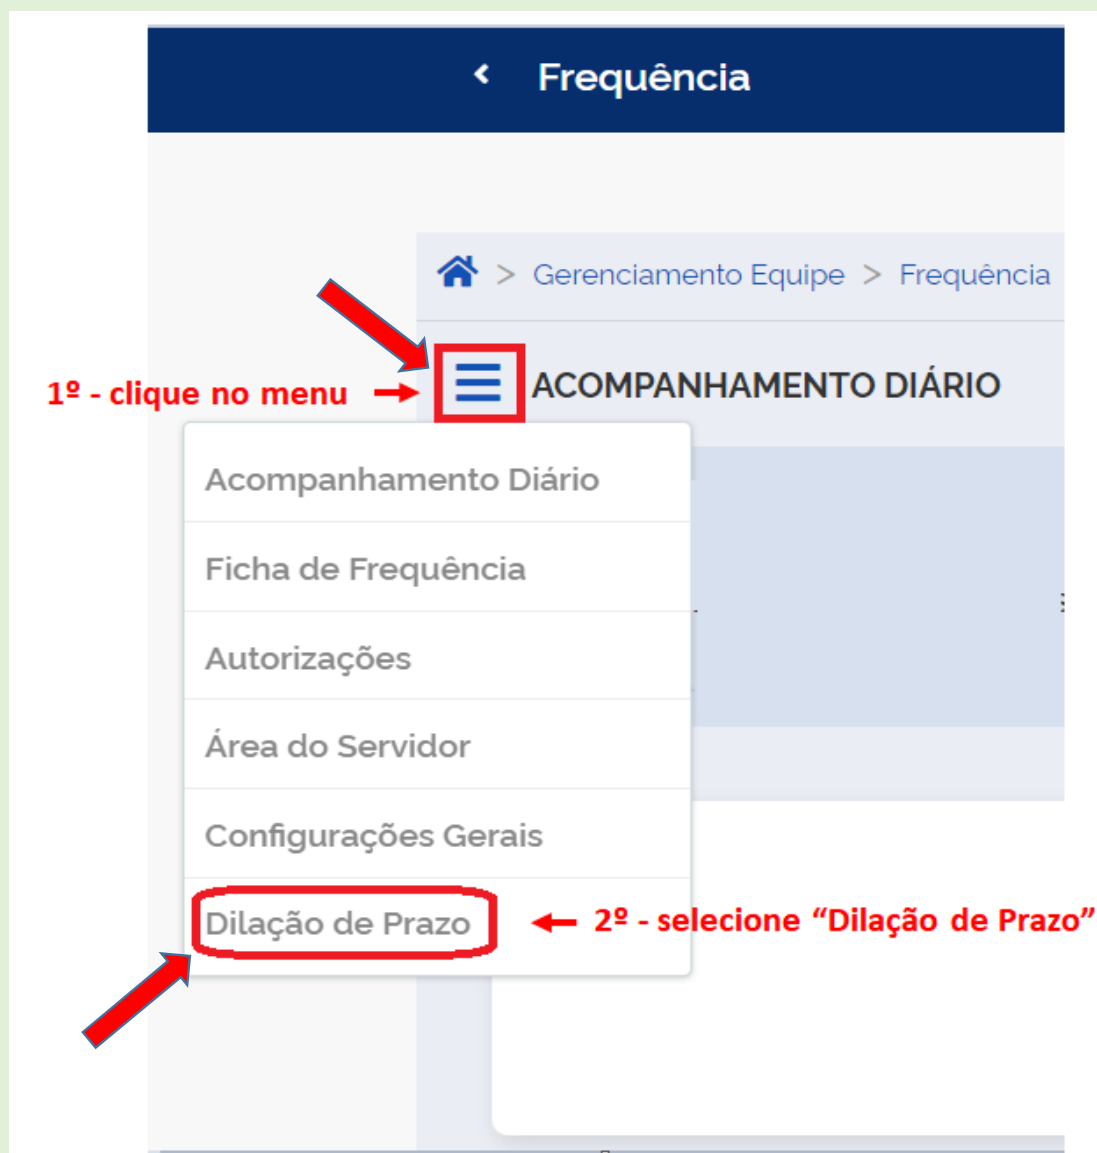 Frequência
> Gerenciamento Equipe > Frequência
1º - clique no menu
ACOMPANHAMENTO DIÁRIO
Acompanhamento Diário
Ficha de Frequência
Autorizações
Área do Servidor
Configurações Gerais
Dilação de Prazo
2º - selecione “Dilação de Prazo”